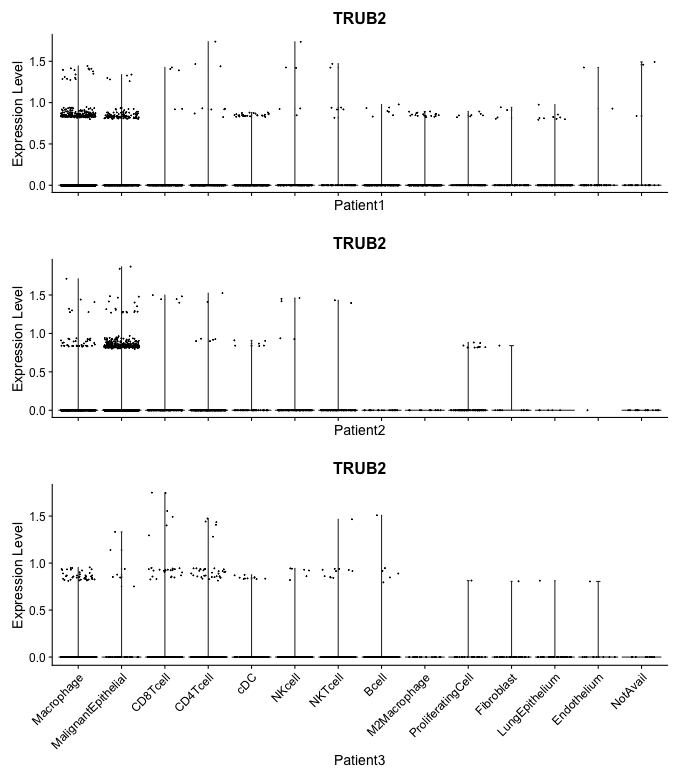 TRUB2
Expression Level
1.5
1.0
0.5
0.0
Patient1
TRUB2
Expression Level
1.5
1.0
0.5
0.0
Patient2
TRUB2
Expression Level
1.5
1.0
0.5
0.0
Macrophage
MalignantEpithelial
CD8Tcell
CD4Tcell
cDC
NKcell
NKTcell
Bcell
M2Macrophage
ProliferatingCell
Fibroblast
LungEpithelium
Endothelium
NotAvail
Patient3